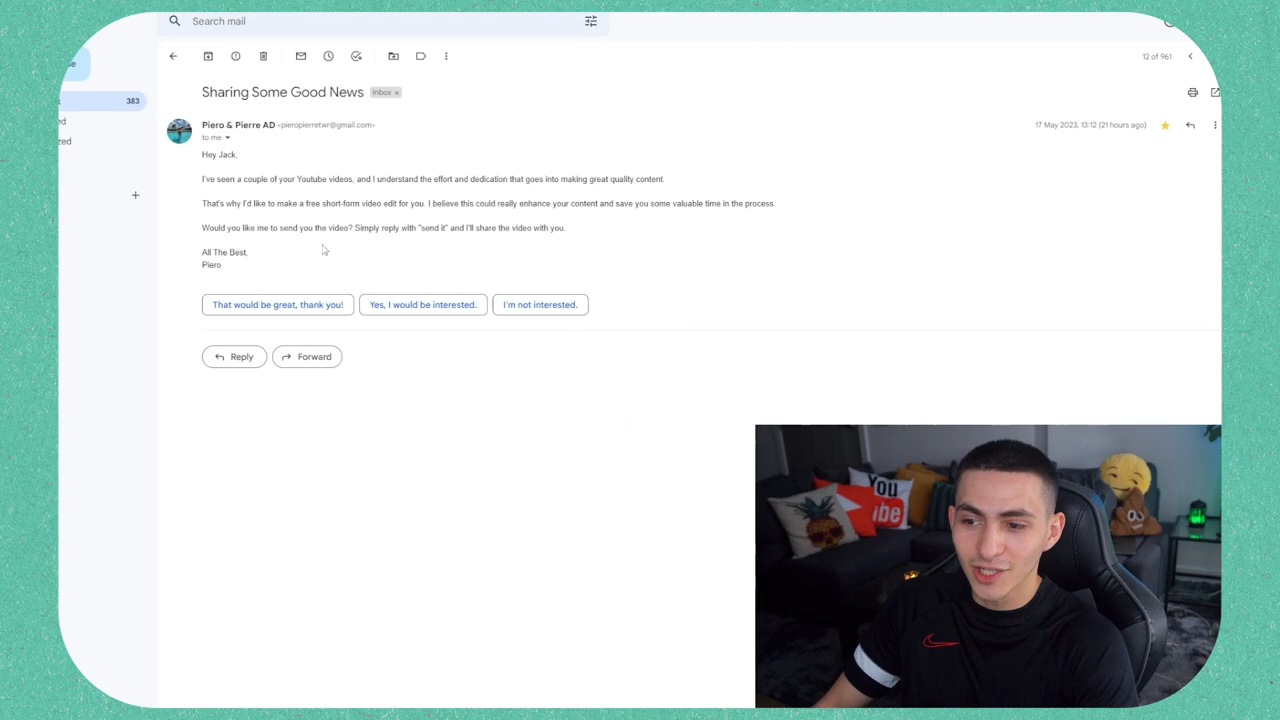 Search mail
12 of 961
383
Sharing Some Good News Inbox ×
Piero & Pierre AD <pieropierretwr@gmail.com>
17 May 2023, 13:12 (21 hours ago)
to me
Hey Jack,
I've seen a couple of your Youtube videos, and I understand the effort and dedication that goes into making great quality content.
That's why I'd like to make a free short-form video edit for you. I believe this could really enhance your content and save you some valuable time in the process.
Would you like me to send you the video? Simply reply with "send it" and I'll share the video with you.
All The Best,
Piero
That would be great, thank you!
Yes, I would be interested.
I'm not interested.
Reply
Forward
You